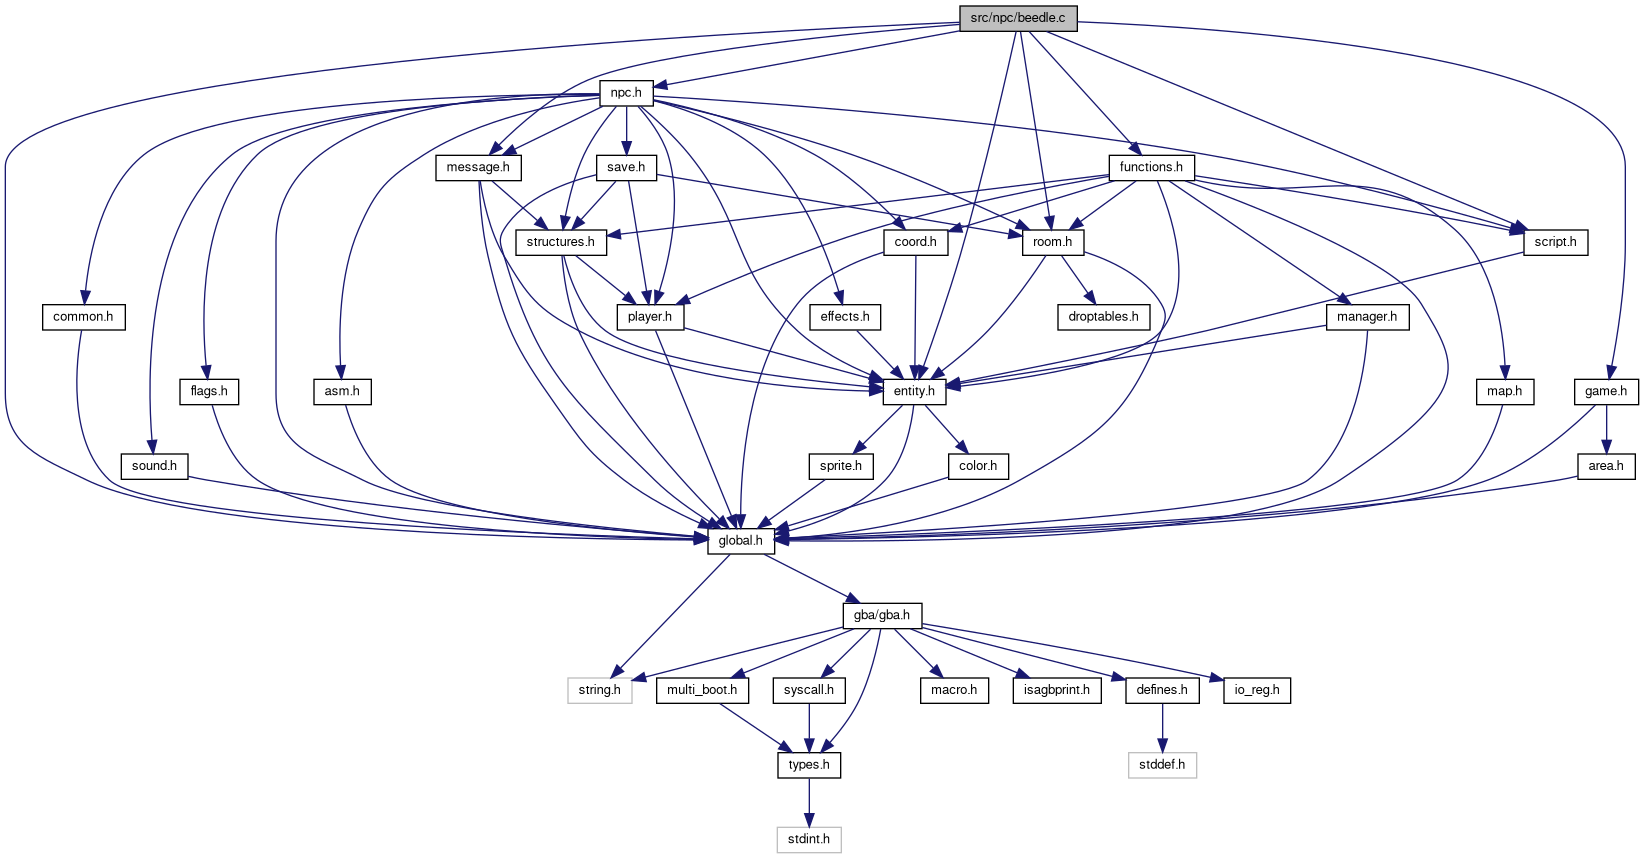 src/npc/beedle.c
npc.h
message.h
save.h
functions.h
structures.h
coord.h
room.h
script.h
common.h
player.h
effects.h
droptables.h
manager.h
flags.h
asm.h
entity.h
map.h
game.h
sound.h
sprite.h
color.h
area.h
global.h
gba/gba.h
string.h
multi_boot.h
syscall.h
macro.h
isagbprint.h
defines.h
io_reg.h
types.h
stddef.h
stdint.h